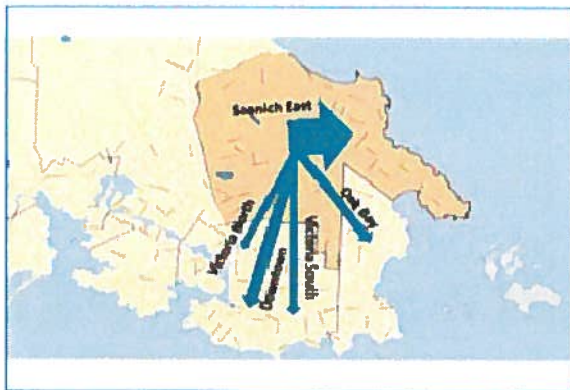 Saanich East
Victoria North
Downtown
Victoria South
Oak Bay